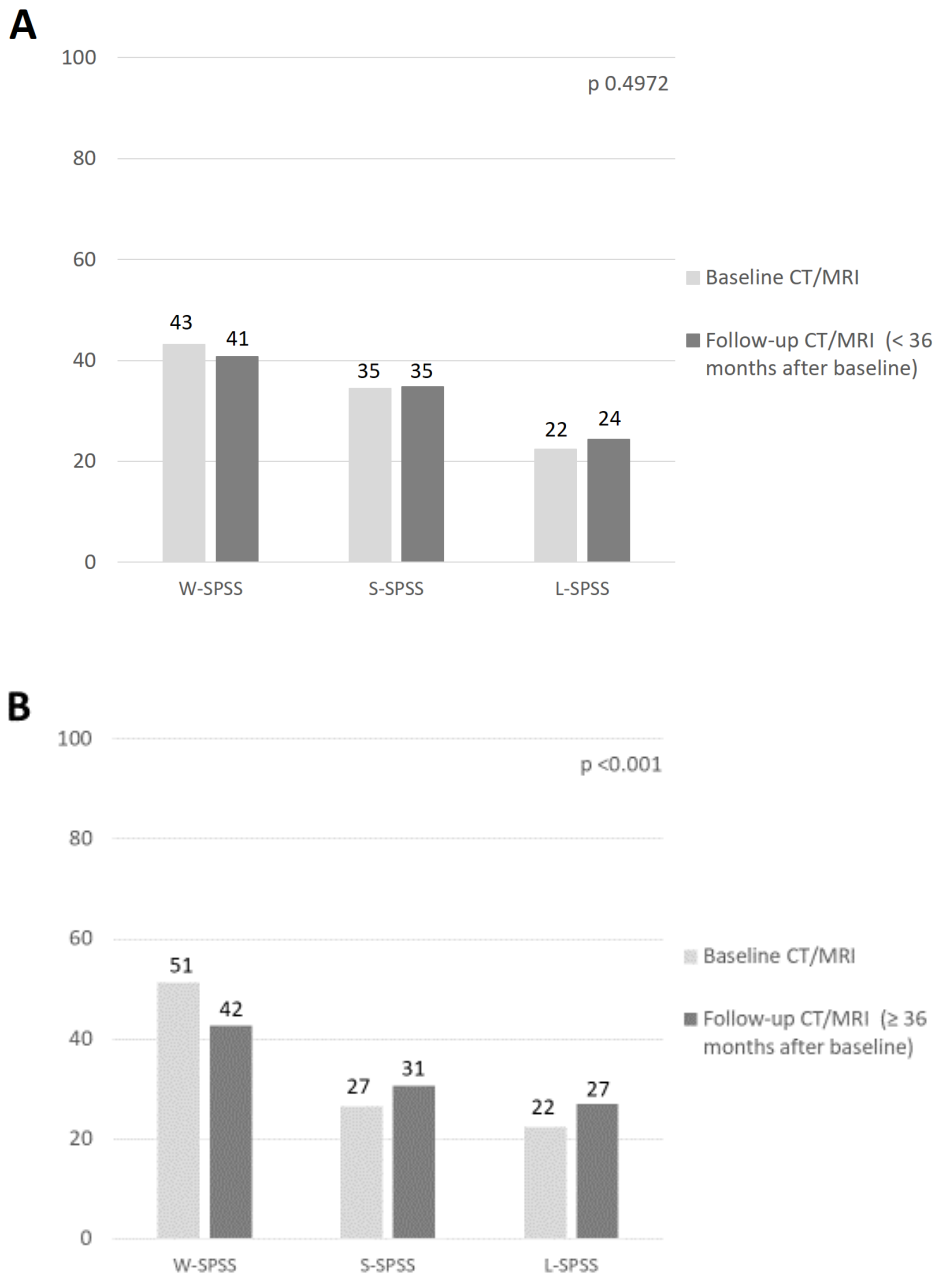 A
100
p 0.4972
80
60
40
20
0
43
41
35
35
22
24
W-SPSS
S-SPSS
L-SPSS
Baseline CT/MRI
Follow-up CT/MRI (< 36
months after baseline)
B
100
p <0.001
80
60
40
20
0
51
42
27
31
22
27
W-SPSS
S-SPSS
L-SPSS
Baseline CT/MRI
Follow-up CT/MRI (≥ 36
months after baseline)